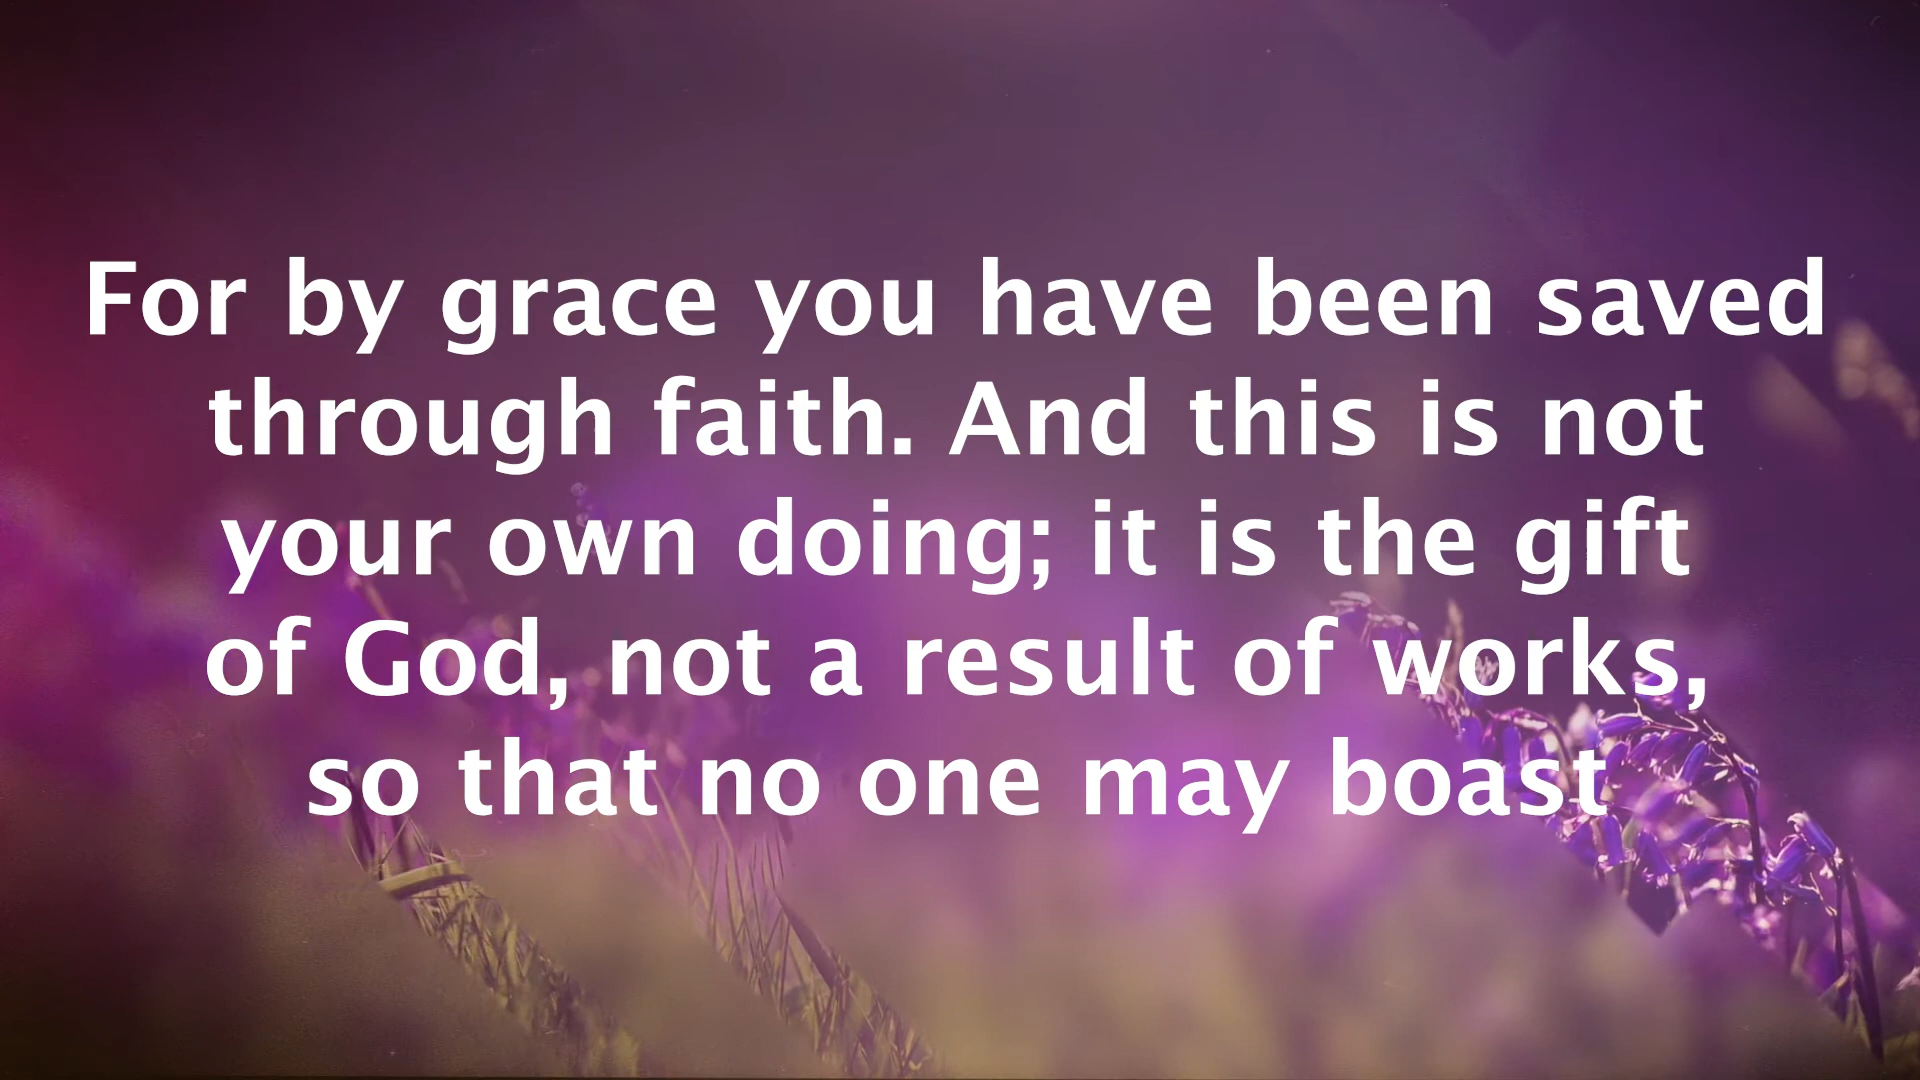 For by grace you have been saved
through faith. And this is not
your own doing; it is the gift
of God, not a result of works,
so that no one may boast